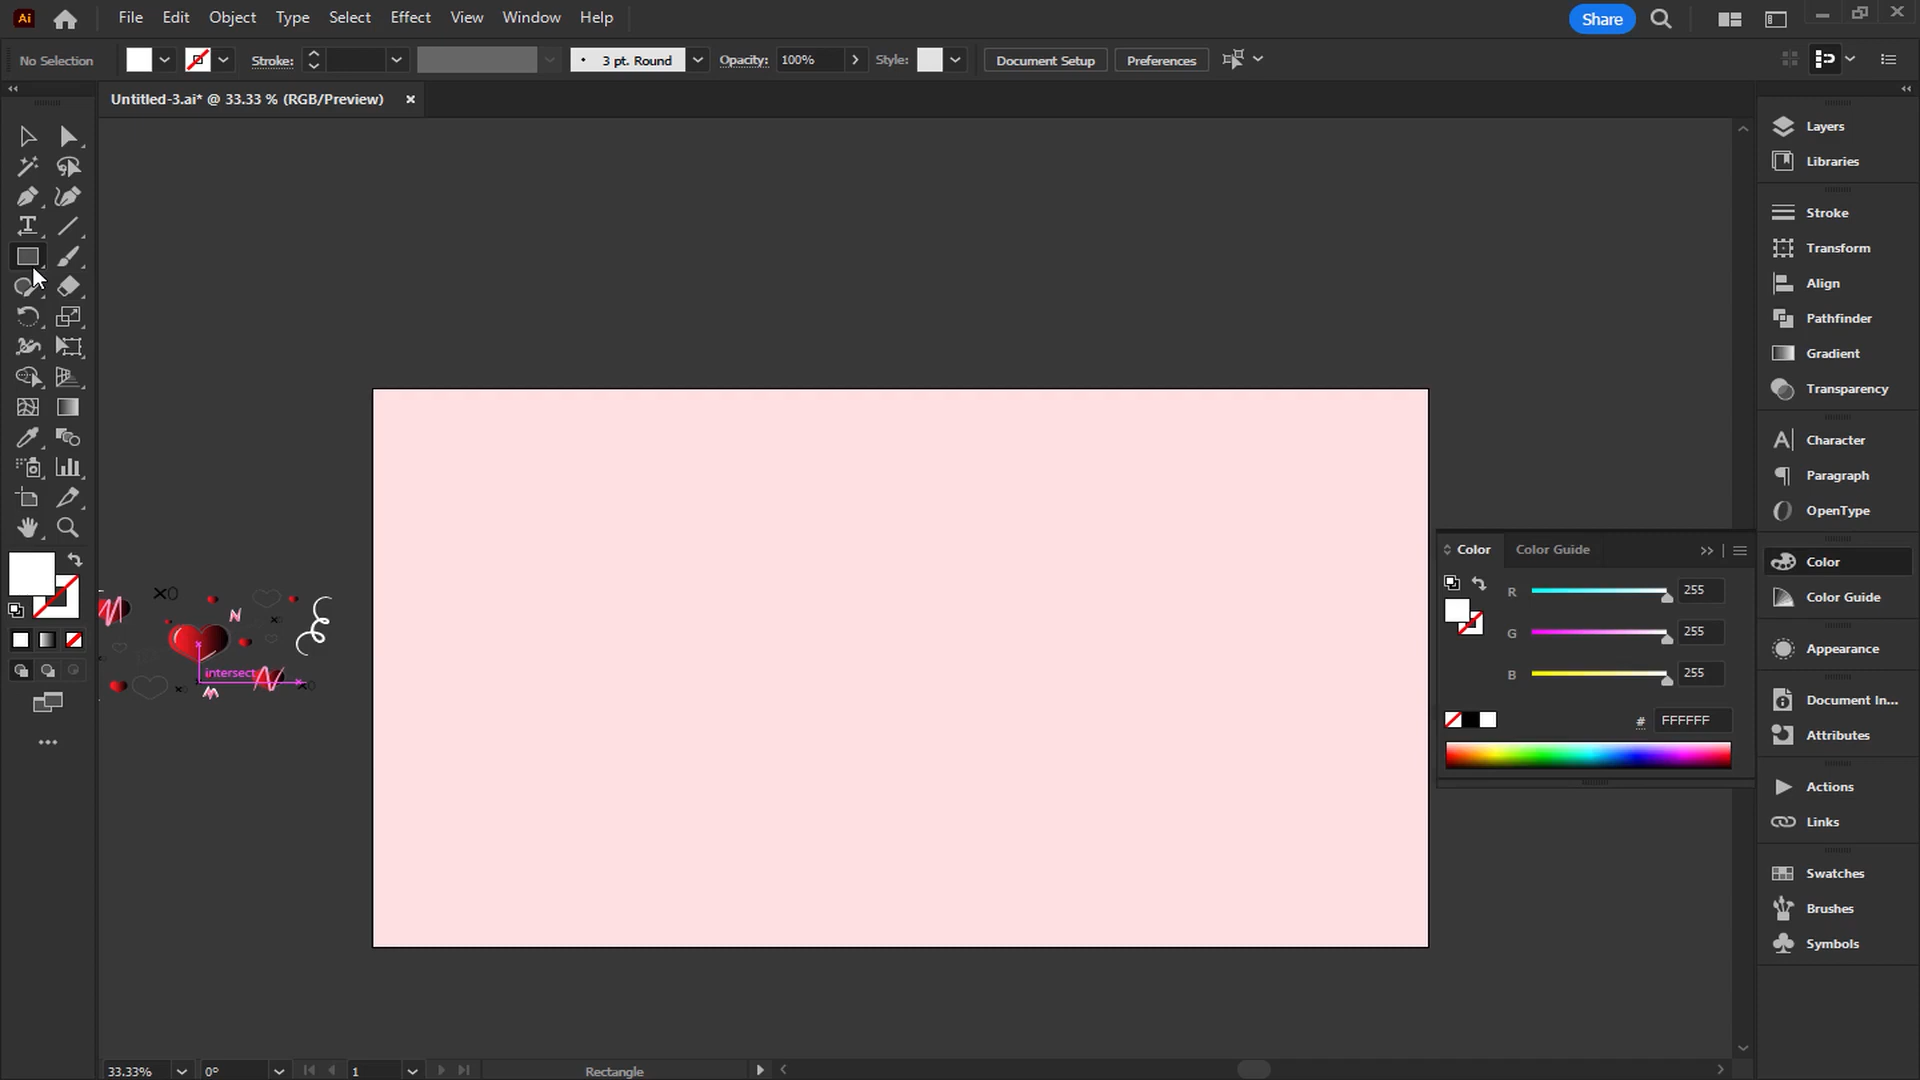 Ai File Edit Object Type Select Effect View Window Help Share
No Selection Stroke: 3 pt. Round Opacity: 100% Style: Document Setup Preferences
Untitled-3.ai* @ 33.33 % (RGB/Preview)
Layers
Libraries
Stroke
Transform
Align
Pathfinder
Gradient
Transparency
Character
Paragraph
OpenType
Color
Color Guide
Appearance
Document In...
Attributes
Actions
Links
Swatches
Brushes
Symbols
Color Color Guide
R 255
G 255
B 255
# FFFFFF
XO
intersect
33.33% 0° 1 Rectangle